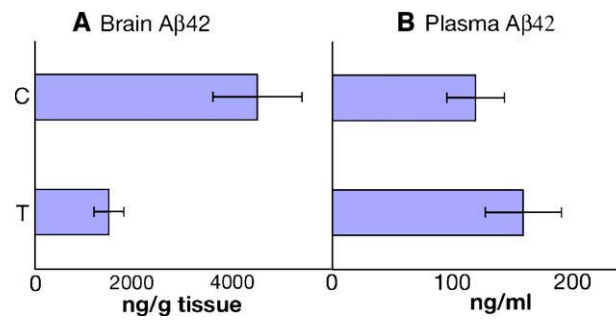 A Brain Aβ42
B Plasma Aβ42
C
T
0 2000 4000
0 100 200
ng/g tissue
ng/ml